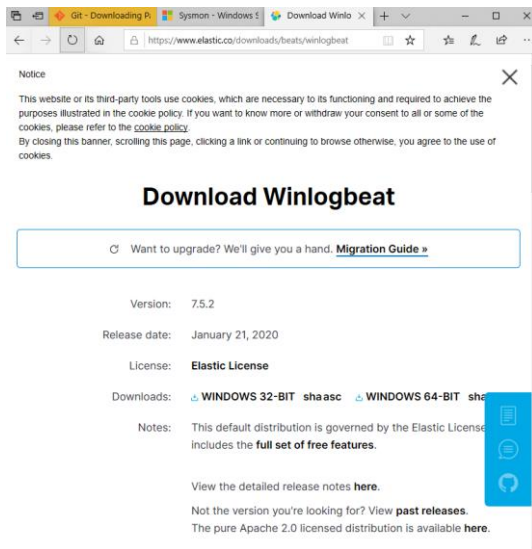 Git - Downloading Pa
Sysmon - Windows S
Download Winlo
https://www.elastic.co/downloads/beats/winlogbeat
Notice
This website or its third-party tools use cookies, which are necessary to its functioning and required to achieve the
purposes illustrated in the cookie policy. If you want to know more or withdraw your consent to all or some of the
cookies, please refer to the cookie policy.
By closing this banner, scrolling this page, clicking a link or continuing to browse otherwise, you agree to the use of
cookies.
Download Winlogbeat
Want to upgrade? We'll give you a hand. Migration Guide »
Version: 7.5.2
Release date: January 21, 2020
License: Elastic License
Downloads: WINDOWS 32-BIT sha asc WINDOWS 64-BIT sha
Notes: This default distribution is governed by the Elastic License
includes the full set of free features.
View the detailed release notes here.
Not the version you're looking for? View past releases.
The pure Apache 2.0 licensed distribution is available here.